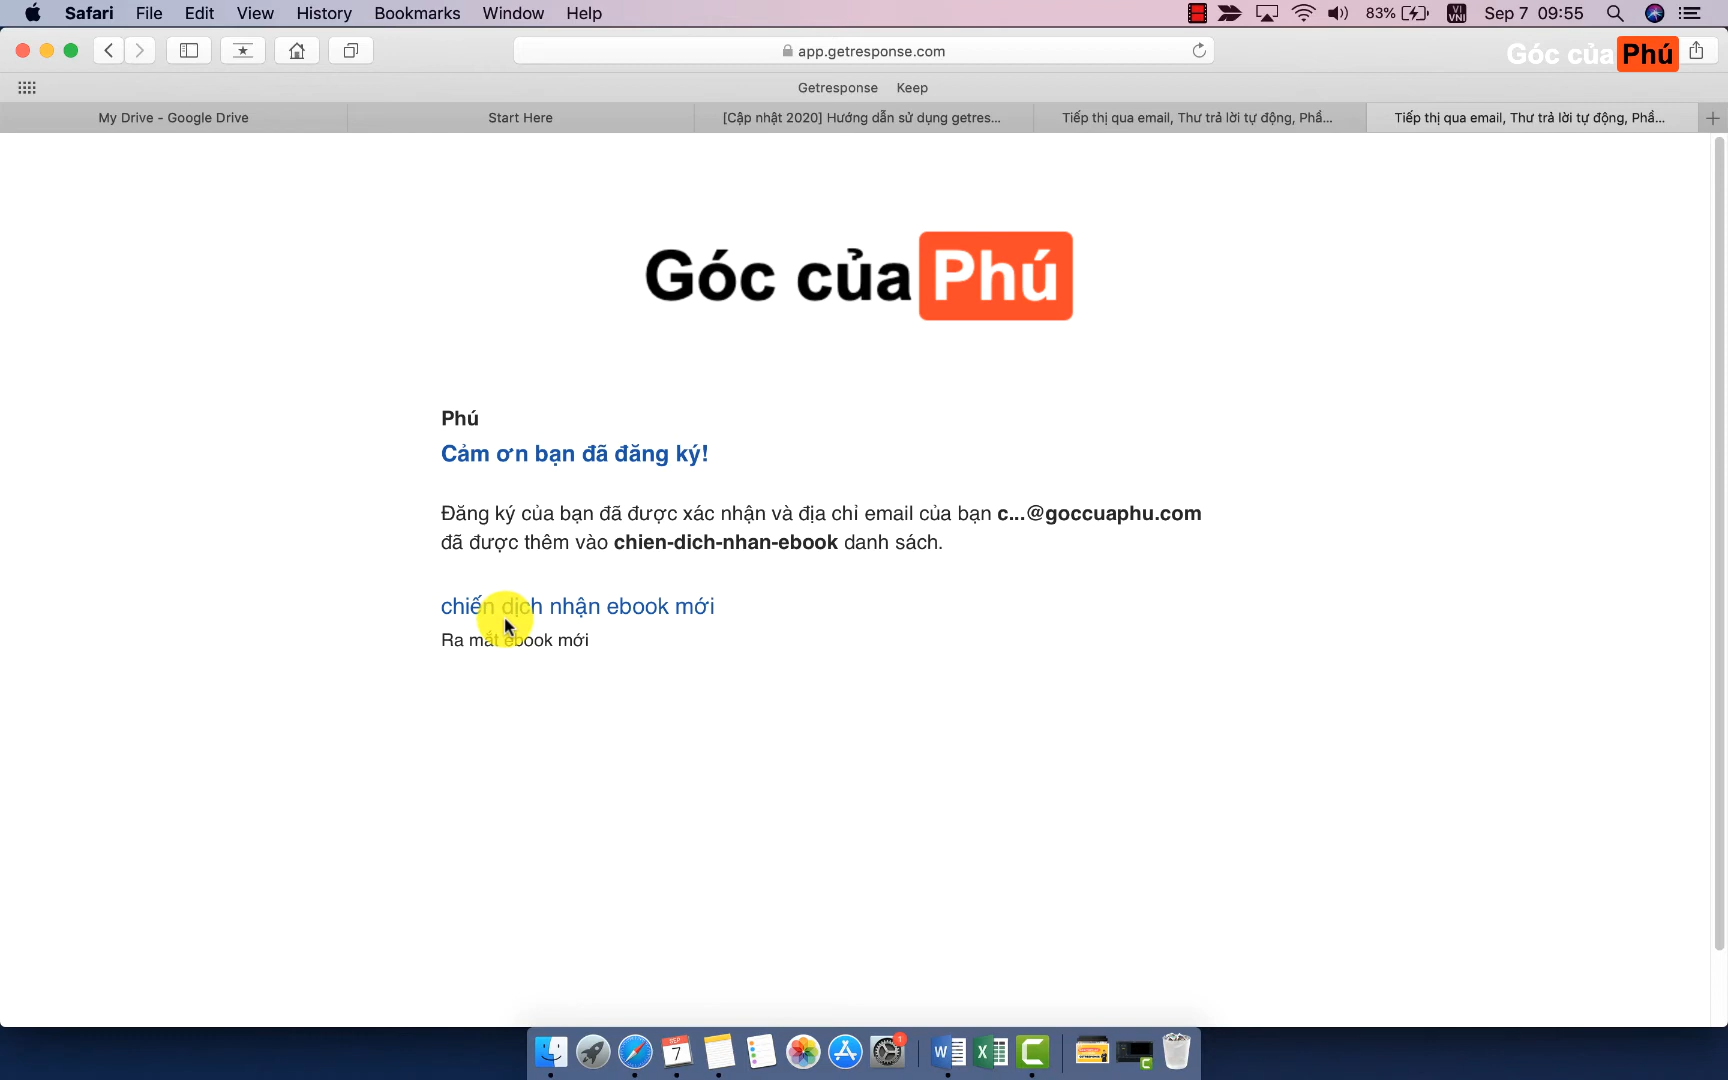 Safari File Edit View History Bookmarks Window Help 83% VI VNI Sep 7 09:55
app.getresponse.com
Góc của Phú
Getresponse Keep
My Drive - Google Drive Start Here [Cập nhật 2020] Hướng dẫn sử dụng getres... Tiếp thị qua email, Thư trả lời tự động, Phầ... Tiếp thị qua email, Thư trả lời tự động, Phầ...
Góc của Phú
Phú
Cảm ơn bạn đã đăng ký!
Đăng ký của bạn đã được xác nhận và địa chỉ email của bạn c...@goccuaphu.com
đã được thêm vào chien-dich-nhan-ebook danh sách.
chiến dịch nhận ebook mới
Ra mắt ebook mới
SEP
7
1
W
X
C